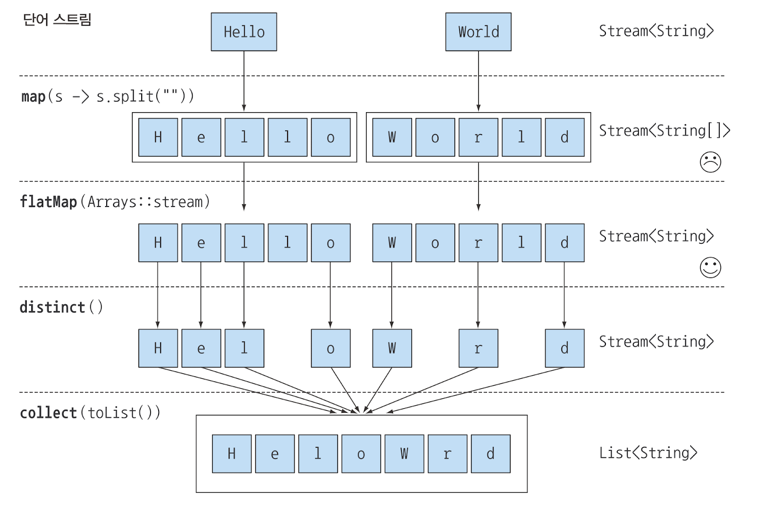 단어 스트림
Hello World Stream<String>
map(s -> s.split(""))
H e l l o W o r l d Stream<String[]>
flatMap(Arrays::stream)
H e l l o W o r l d Stream<String>
distinct()
H e l o W r d Stream<String>
collect(toList())
H e l o W r d List<String>